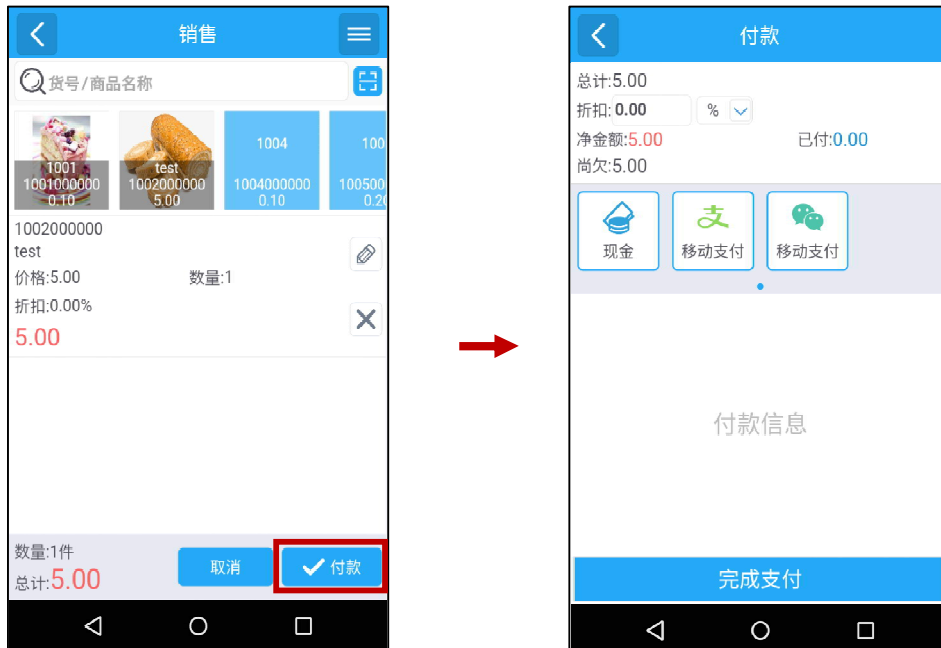 销售
货号/商品名称
1001
1001000000
0.10
test
1002000000
5.00
1004
1004000000
0.10
100
100500
0.20
1002000000
test
价格:5.00 数量:1
折扣:0.00%
5.00
数量:1件
总计:5.00
取消
付款
付款
总计:5.00
折扣: 0.00 %
净金额:5.00 已付:0.00
尚欠:5.00
现金
支
移动支付
移动支付
付款信息
完成支付